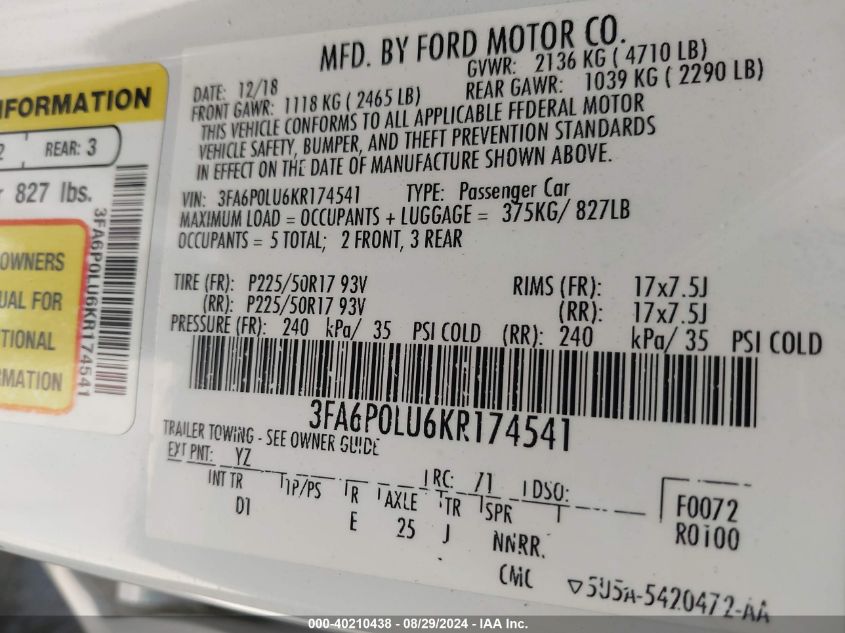 NFORMATION
2 REAR: 3
r 827 lbs.
3FA6P0LU6KR174541
OWNERS
UAL FOR
TIONAL
RMATION
MFD. BY FORD MOTOR CO.
DATE: 12/18 GVWR: 2136 KG ( 4710 LB)
FRONT GAWR: 1118 KG ( 2465 LB) REAR GAWR: 1039 KG ( 2290 LB)
THIS VEHICLE CONFORMS TO ALL APPLICABLE FEDERAL MOTOR
VEHICLE SAFETY, BUMPER, AND THEFT PREVENTION STANDARDS
IN EFFECT ON THE DATE OF MANUFACTURE SHOWN ABOVE.
VIN: 3FA6P0LU6KR174541 TYPE: Passenger Car
MAXIMUM LOAD = OCCUPANTS + LUGGAGE = 375KG/ 827LB
OCCUPANTS = 5 TOTAL; 2 FRONT, 3 REAR
TIRE (FR): P225/50R17 93V RIMS (FR): 17x7.5J
(RR): P225/50R17 93V (RR): 17x7.5J
PRESSURE (FR): 240 kPa/ 35 PSI COLD (RR): 240 kPa/ 35 PSI COLD
3FA6P0LU6KR174541
TRAILER TOWING - SEE OWNER GUIDE
EXT PNT: YZ RC: 71 DSO:
INT TR TP/PS R AXLE TR SPR F0072
D1 E 25 J NNRR. R0100
CMC 5U5A-5420472-AA
000-40210438 - 08/29/2024 - IAA Inc.